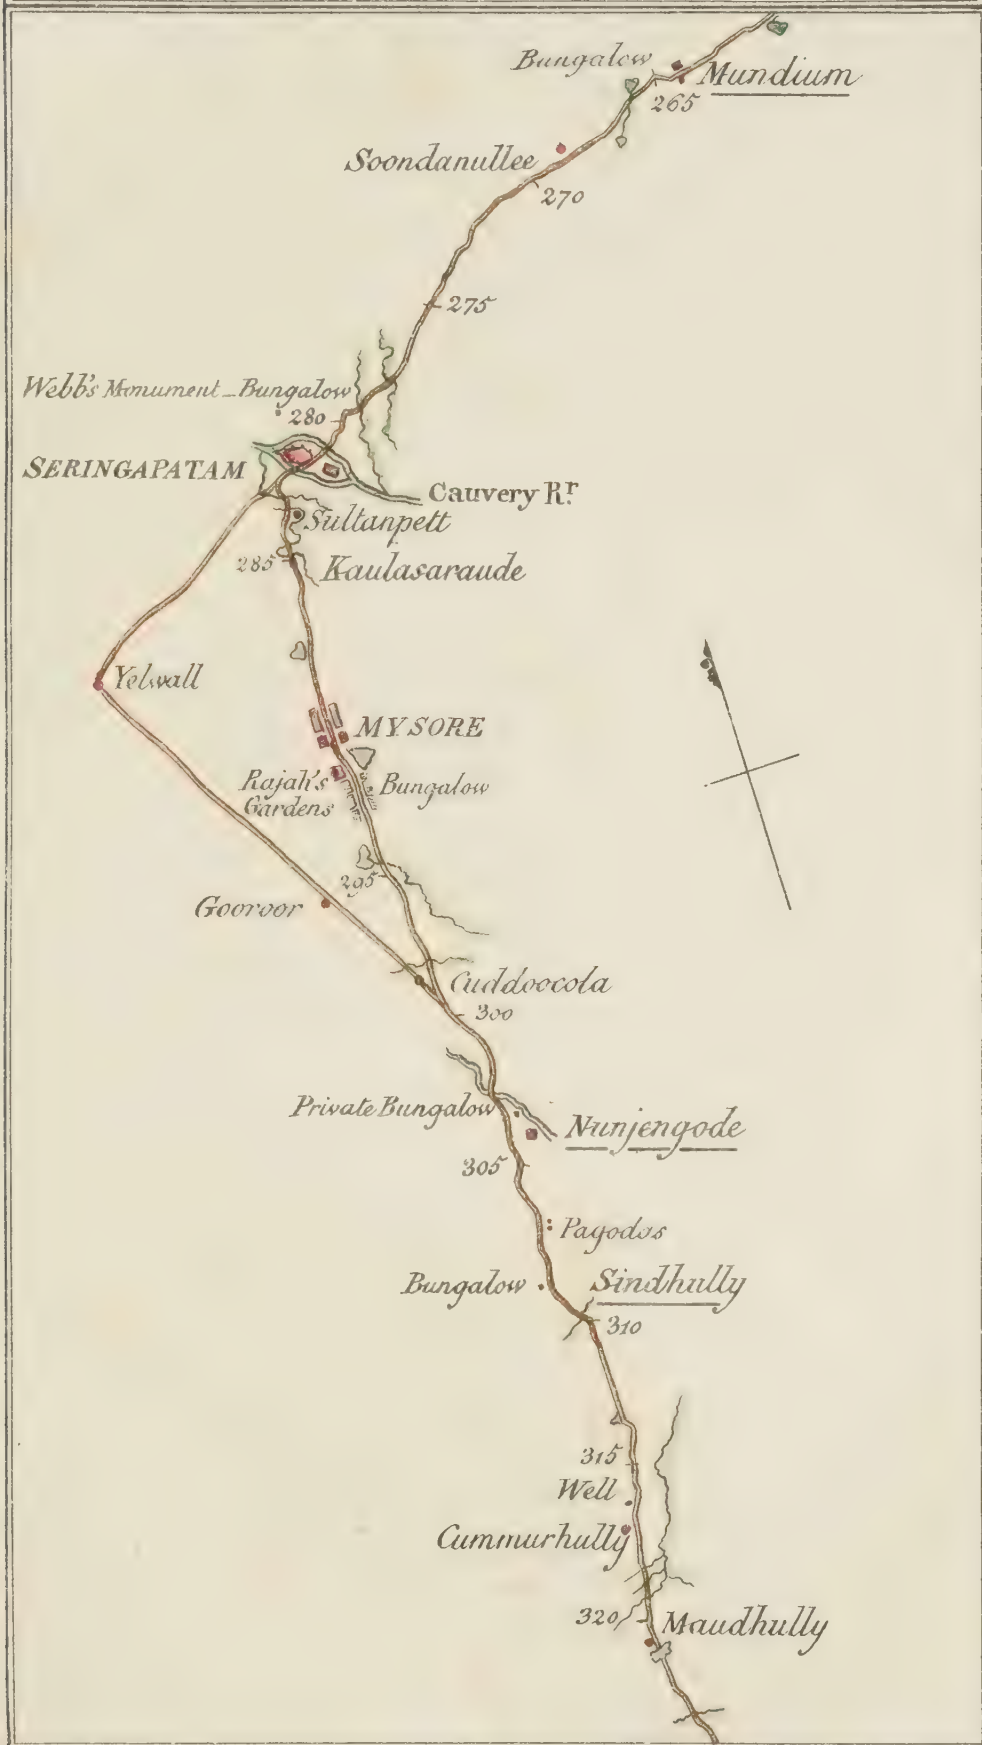 Bungalow
Mundium
265
Soondanullee
270
275
Webb's Monument _ Bungalow
280
SERINGAPATAM
Cauvery Rr
Sultanpett
285
Kaulasaraude
Yelwall
MYSORE
Rajah's
Gardens
Bungalow
295
Gooroor
Cuddoocola
300
Private Bungalow
Nunjengode
305
Pagodas
Bungalow
Sindhully
310
315
Well
Cummurhully
320
Maudhully